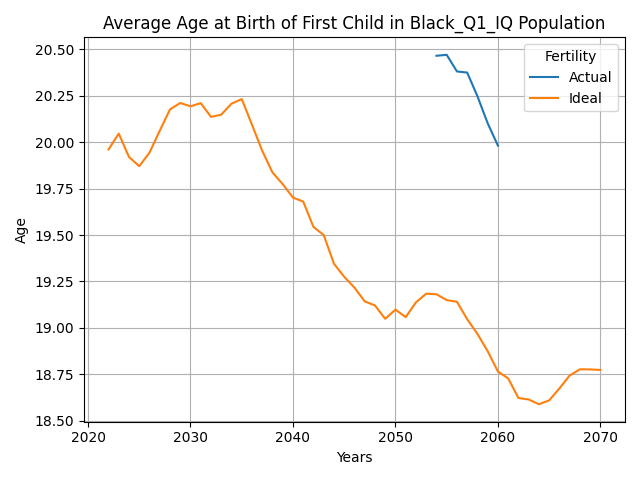 Average Age at Birth of First Child in Black_Q1_IQ Population
Fertility
Actual
Ideal
20.50
20.25
20.00
19.75
19.50
19.25
19.00
18.75
18.50
Age
2020
2030
2040
2050
2060
2070
Years